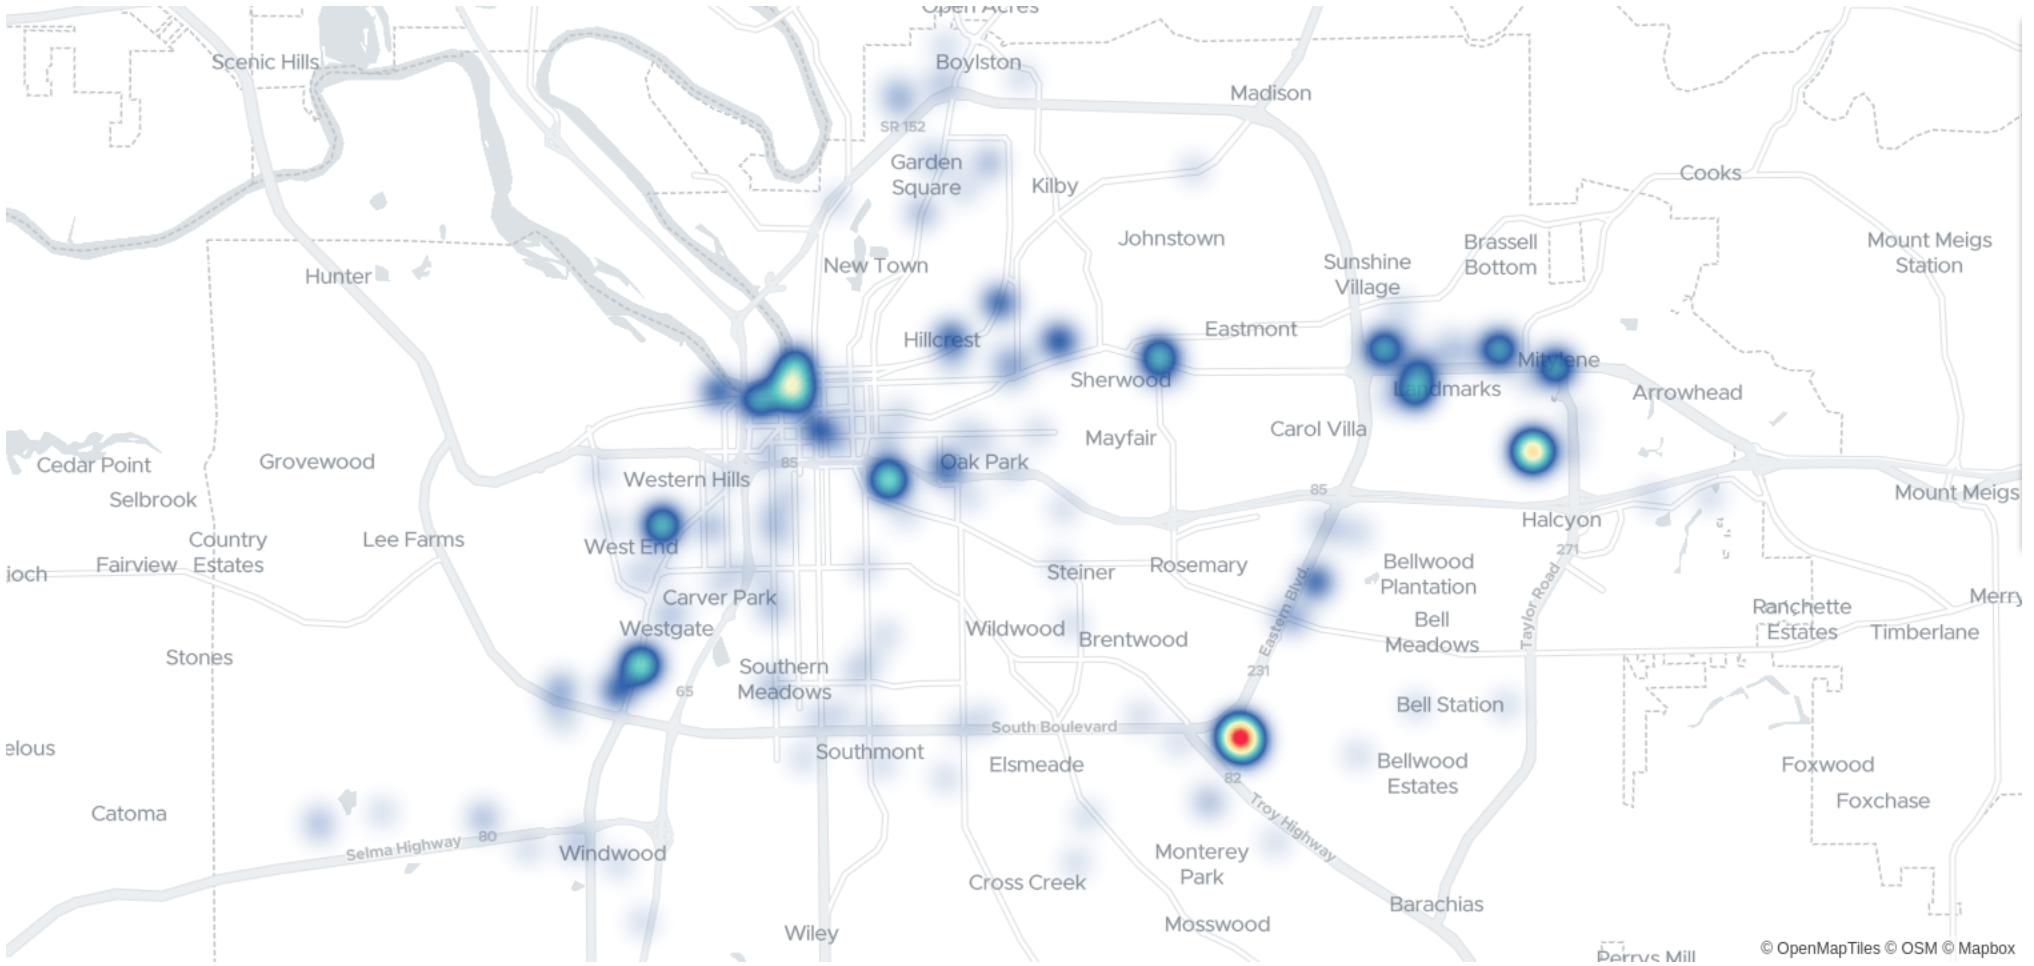 Open Acres
Scenic Hills
Boylston
Madison
SR 152
Garden
Square
Kilby
Cooks
Johnstown
Brassell
Bottom
Mount Meigs
Station
Sunshine
Village
New Town
Hunter
Hillcrest
Eastmont
Mitylene
Sherwood
Landmarks
Arrowhead
Mayfair
Carol Villa
Cedar Point
Grovewood
Western Hills
85
Oak Park
Selbrook
85
Mount Meigs
Halcyon
Country
Estates
Lee Farms
West End
271
ioch
Fairview
Steiner
Rosemary
Bellwood
Plantation
Carver Park
Eastern Blvd.
Taylor Road
Ranchette
Estates
Merry
Westgate
Wildwood
Brentwood
Bell
Meadows
Timberlane
Stones
Southern
Meadows
65
231
Bell Station
South Boulevard
elous
Southmont
Elsmeade
82
Bellwood
Estates
Foxwood
Foxchase
Catoma
Selma Highway
80
Troy Highway
Windwood
Monterey
Park
Cross Creek
Barachias
Wiley
Mosswood
Perrys Mill
© OpenMapTiles © OSM © Mapbox